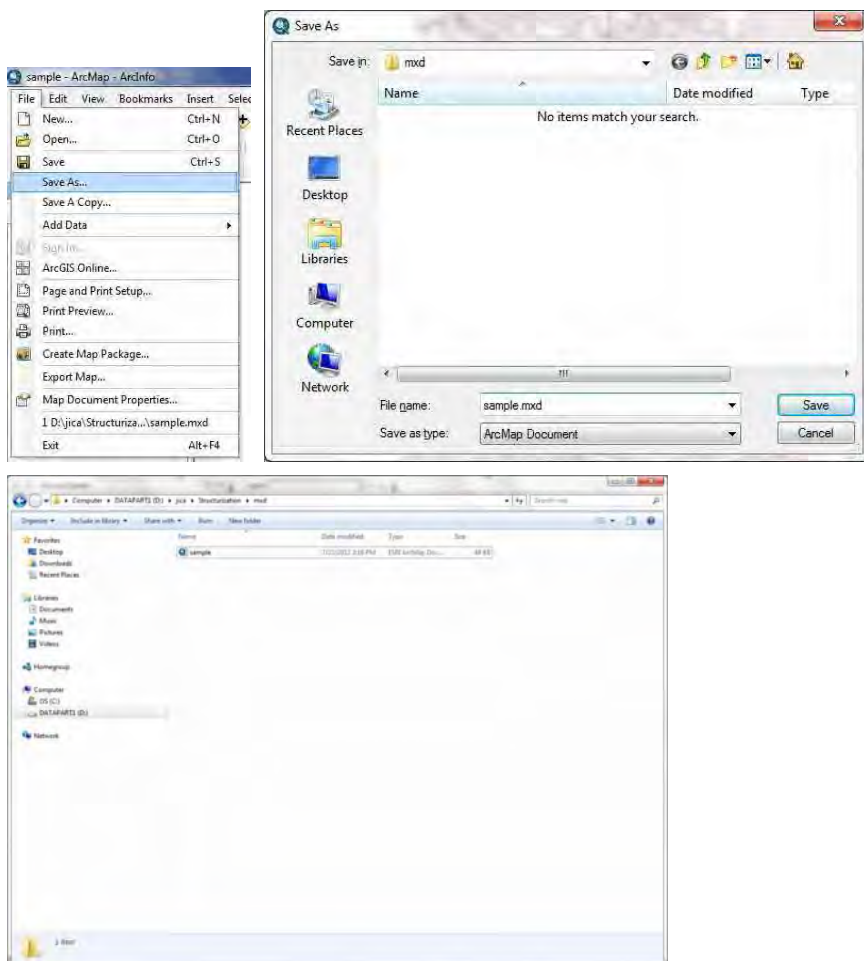 sample - ArcMap - ArcInfo
File Edit View Bookmarks Insert Selec
New... Ctrl+N
Open... Ctrl+O
Save Ctrl+S
Save As...
Save A Copy...
Add Data
Sign In...
ArcGIS Online...
Page and Print Setup...
Print Preview...
Print...
Create Map Package...
Export Map...
Map Document Properties...
1 D:\jica\Structuriza...\sample.mxd
Exit Alt+F4
Save As
Save in: mxd
Name Date modified Type
No items match your search.
Recent Places
Desktop
Libraries
Computer
Network
File name: sample.mxd Save
Save as type: ArcMap Document Cancel
Computer DATAPART1 (D:) jica Structurization mxd
Organize Include in library Share with Burn New folder
Name Date modified Type Size
sample
Favorites
Desktop
Downloads
Recent Places
Libraries
Documents
Music
Pictures
Videos
Homegroup
Computer
OS (C:)
DATAPART1 (D:)
Network
1 item